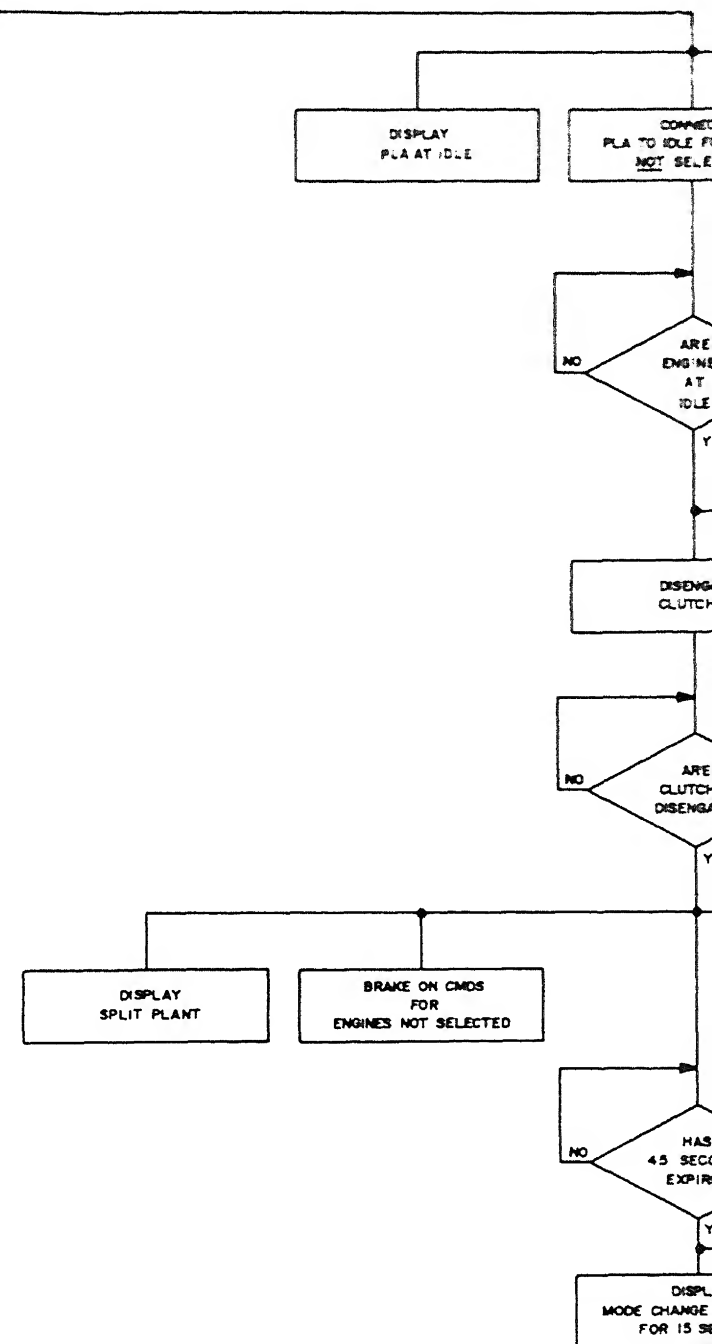 DISPLAY
PLA AT IDLE
CONNEC
PLA TO IDLE F
NOT SELE
NO
ARE
ENGINE
AT
IDLE
Y
DISENGA
CLUTCH
NO
ARE
CLUTCH
DISENGA
Y
DISPLAY
SPLIT PLANT
BRAKE ON CMDS
FOR
ENGINES NOT SELECTED
NO
HAS
45 SECO
EXPIR
Y
DISPL
MODE CHANGE
FOR 15 SE